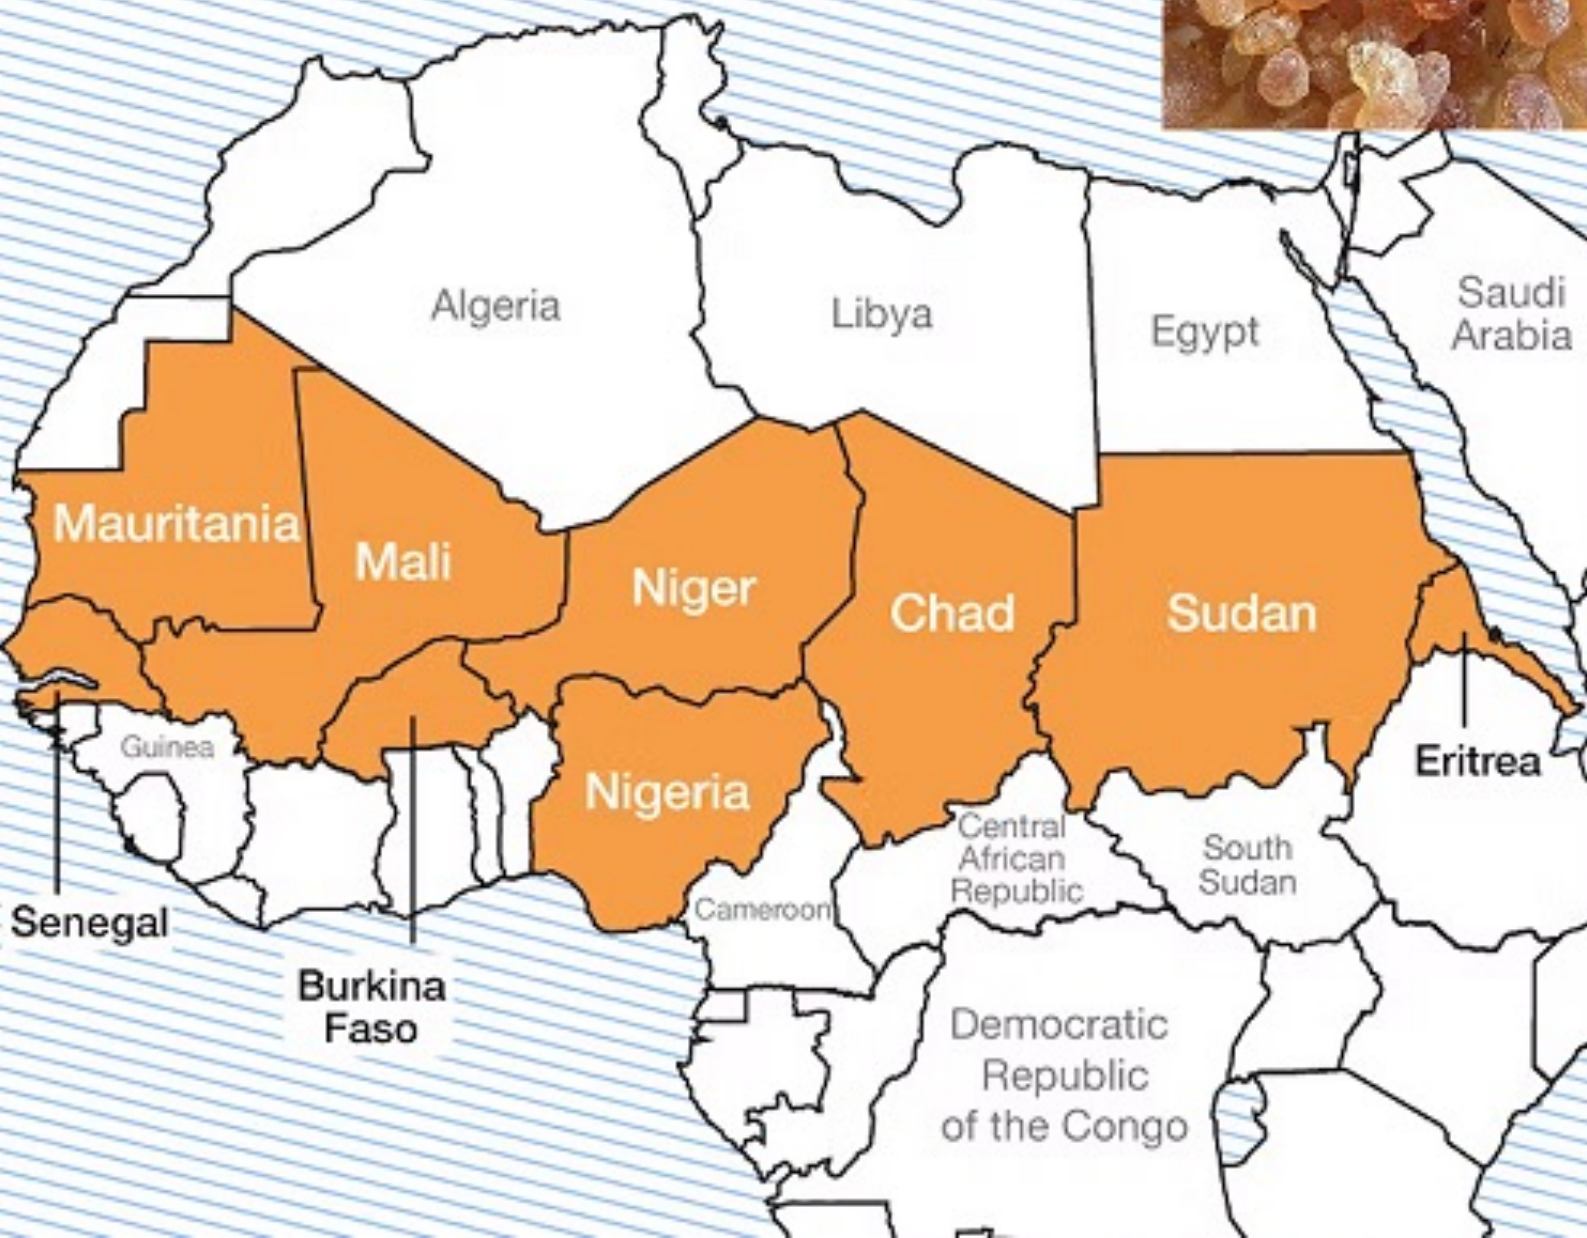 Algeria
Libya
Egypt
Saudi
Arabia
Mauritania
Mali
Niger
Chad
Sudan
Guinea
Nigeria
Eritrea
Central
African
Republic
South
Sudan
Cameroon
Senegal
Burkina
Faso
Democratic
Republic
of the Congo